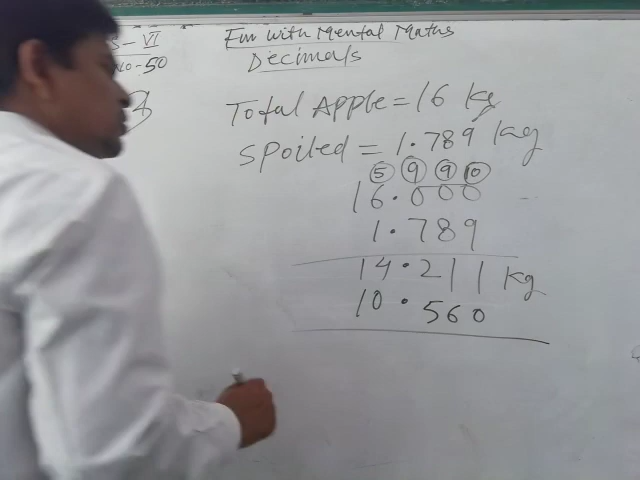 S-VI
No-50
Fun with Mental Maths
Decimals
Total Apple = 16 kg
Spoiled = 1.789 kg
5 9 9 10
16.000
1.789
14.211 kg
10.560